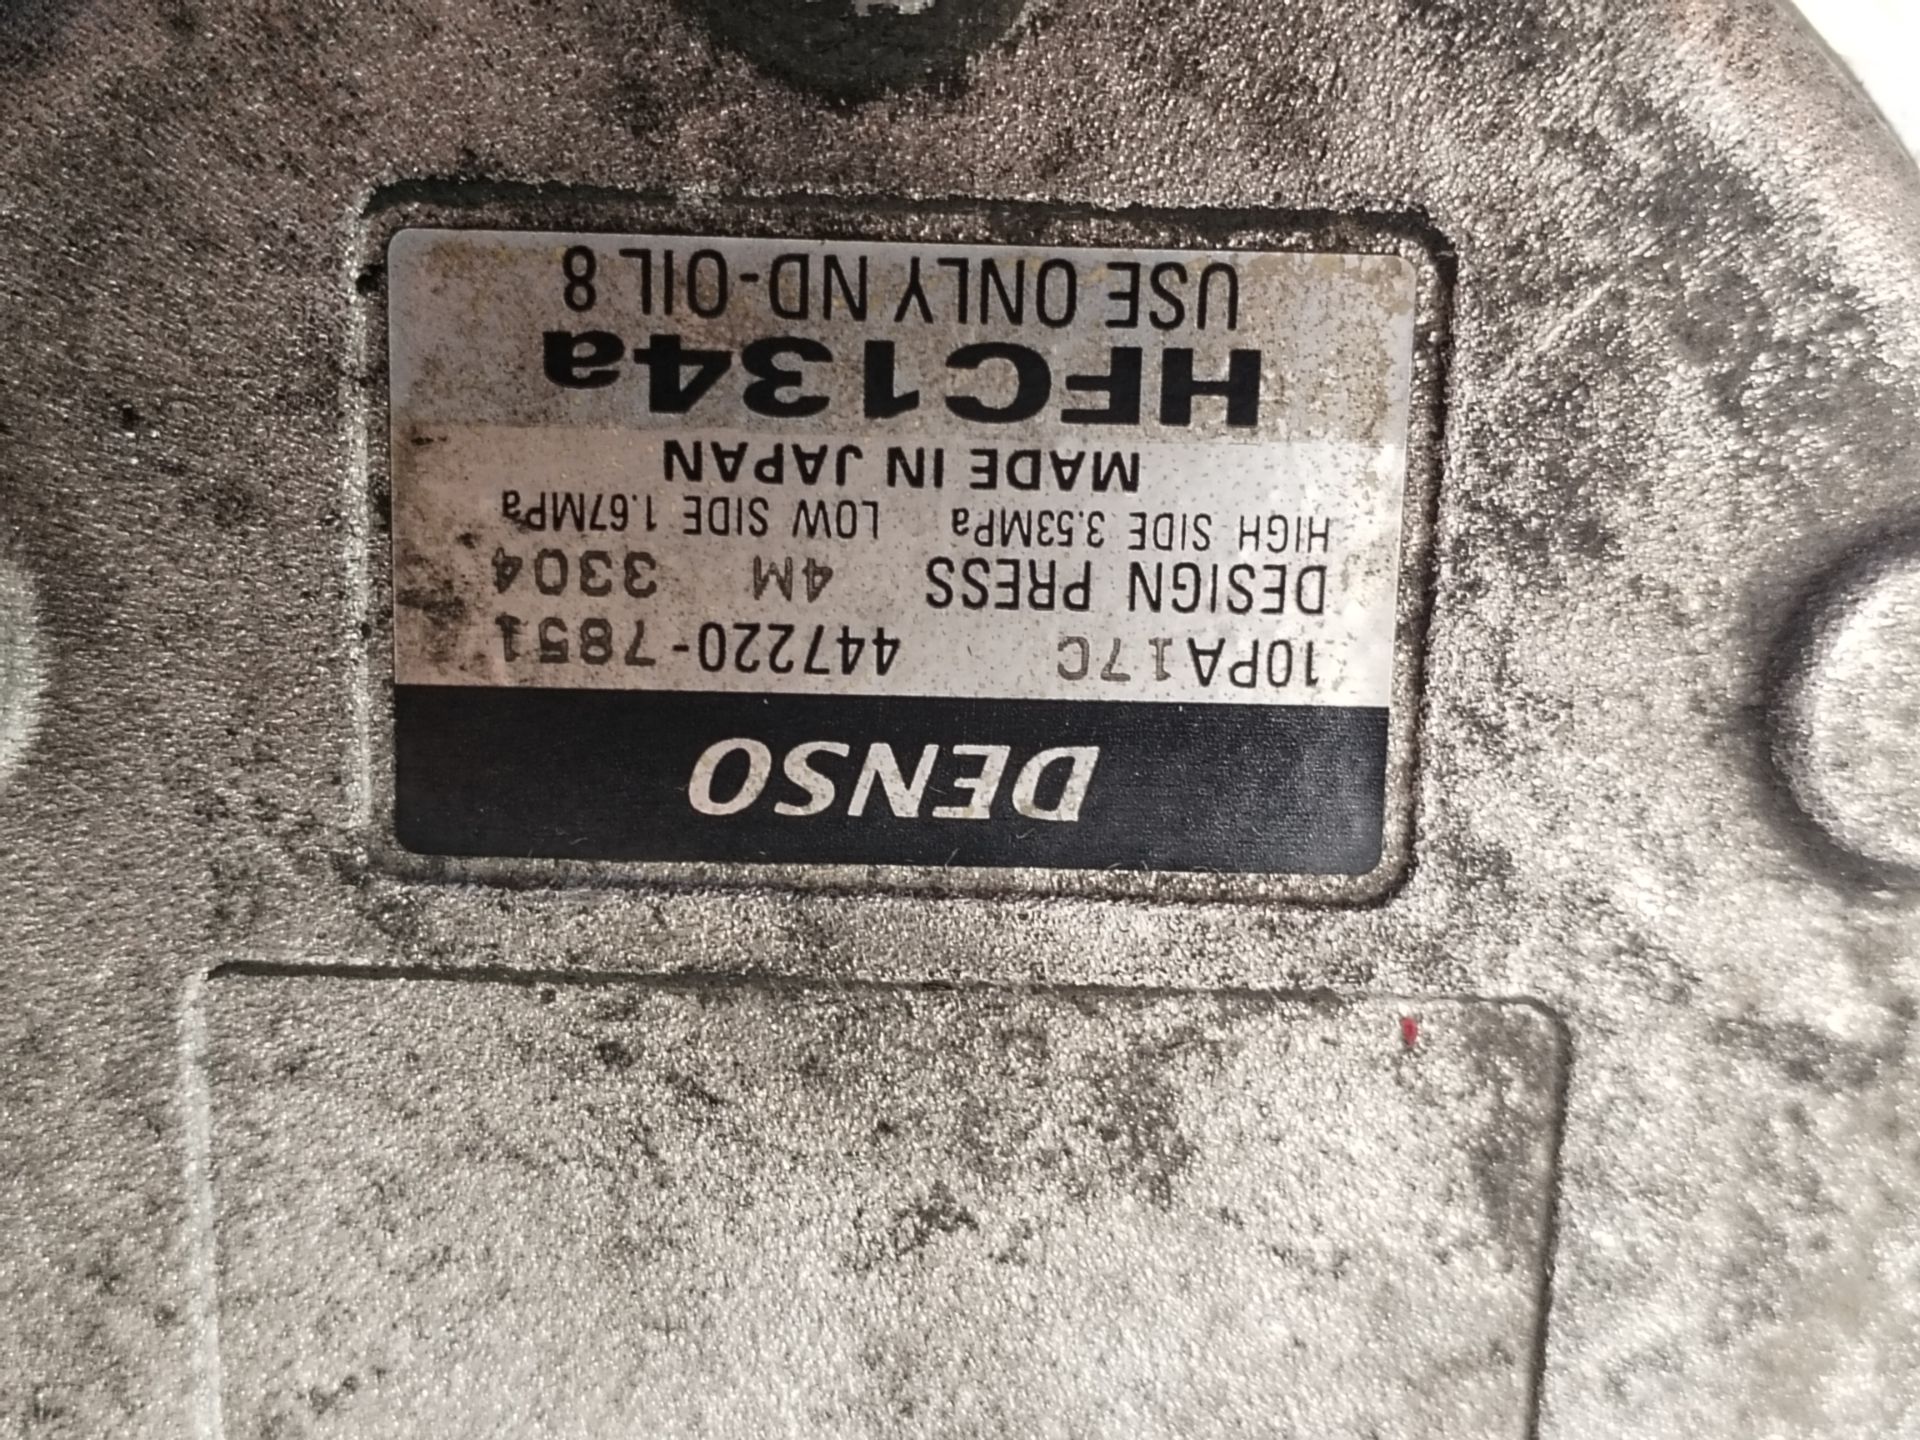 DENSO
10PA17C 447220-7851
DESIGN PRESS 4M 3304
HIGH SIDE 3.53MPa LOW SIDE 1.67MPa
MADE IN JAPAN
HFC134a
USE ONLY ND-OIL 8